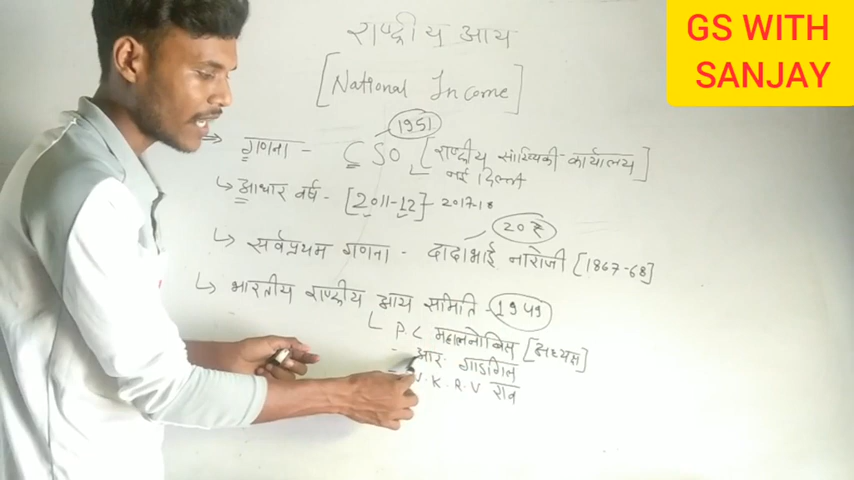 GS WITH
SANJAY
राष्ट्रीय आय
[National Income]
1951
गणना - CSO [राष्ट्रीय सांख्यिकी कार्यालय]
नई दिल्ली
आधार वर्ष - [2011-12] - 2017-18
20₹
सर्वप्रथम गणना - दादाभाई नारोजी [1867-68]
भारतीय राष्ट्रीय आय समिति - 1949
P C महालनोविस [अध्यक्ष]
- आर. गाडगिल
V.K.R.V राव